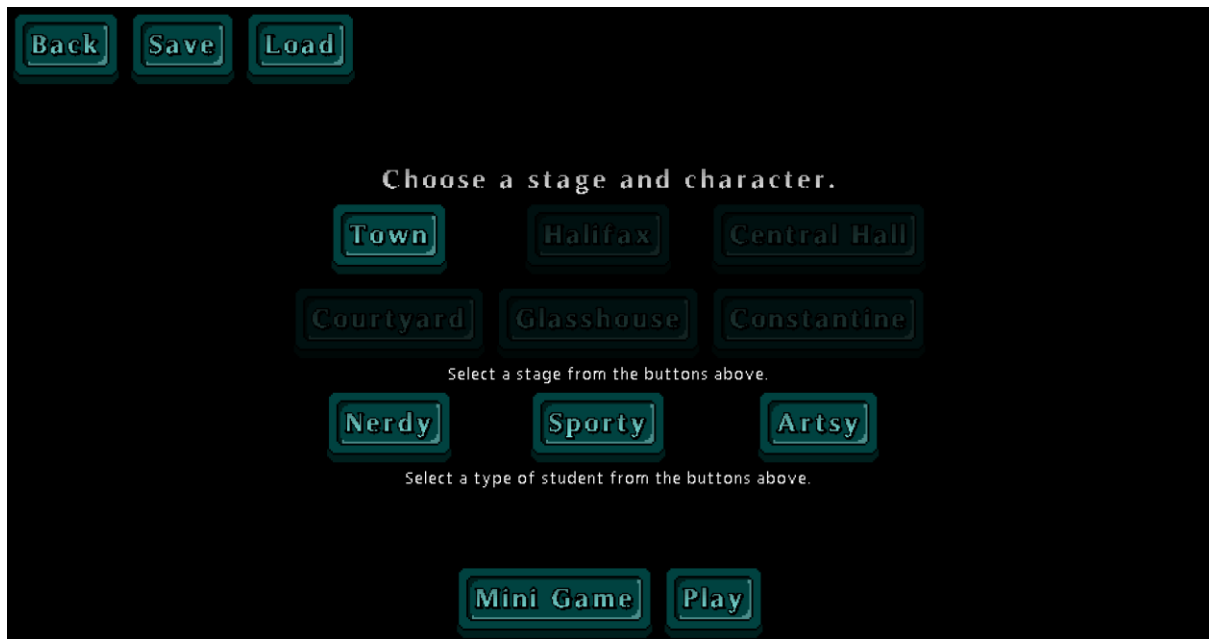 Back Save Load
Choose a stage and character.
Town Halifax Central Hall
Courtyard Glasshouse Constantine
Select a stage from the buttons above.
Nerdy Sporty Artsy
Select a type of student from the buttons above.
Mini Game Play